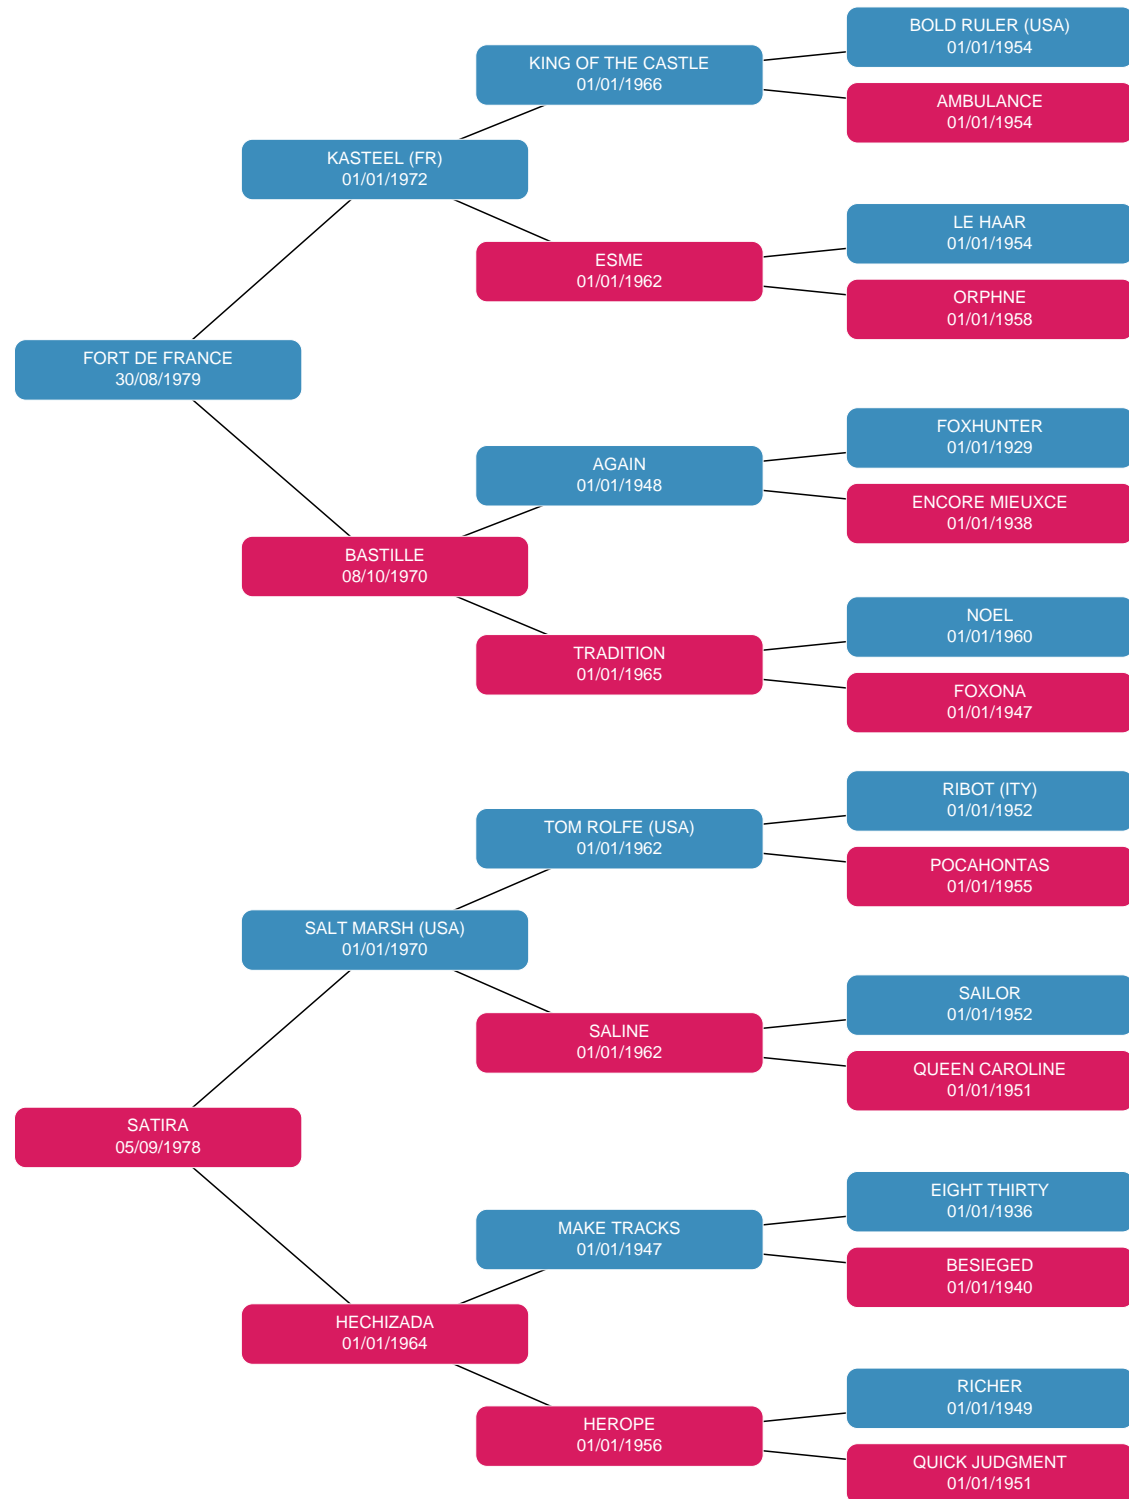 BOLD RULER (USA)
01/01/1954
KING OF THE CASTLE
01/01/1966
AMBULANCE
01/01/1954
KASTEEL (FR)
01/01/1972
LE HAAR
01/01/1954
ESME
01/01/1962
ORPHNE
01/01/1958
FORT DE FRANCE
30/08/1979
FOXHUNTER
01/01/1929
AGAIN
01/01/1948
ENCORE MIEUXCE
01/01/1938
BASTILLE
08/10/1970
NOEL
01/01/1960
TRADITION
01/01/1965
FOXONA
01/01/1947
RIBOT (ITY)
01/01/1952
TOM ROLFE (USA)
01/01/1962
POCAHONTAS
01/01/1955
SALT MARSH (USA)
01/01/1970
SAILOR
01/01/1952
SALINE
01/01/1962
QUEEN CAROLINE
01/01/1951
SATIRA
05/09/1978
EIGHT THIRTY
01/01/1936
MAKE TRACKS
01/01/1947
BESIEGED
01/01/1940
HECHIZADA
01/01/1964
RICHER
01/01/1949
HEROPE
01/01/1956
QUICK JUDGMENT
01/01/1951